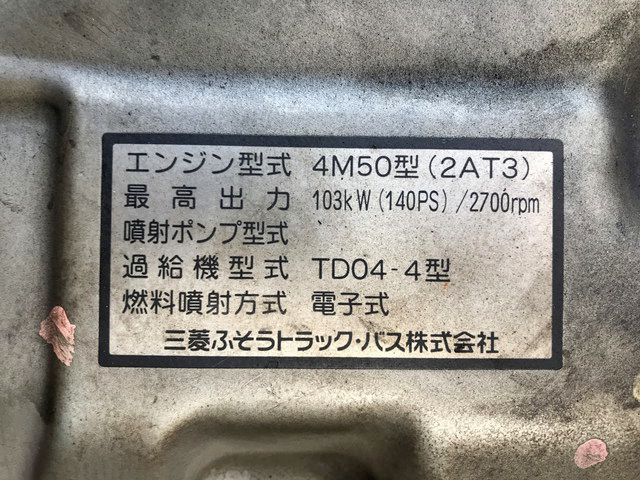 エンジン型式 4M50型(2AT3)
最高出力 103kW(140PS)/2700rpm
噴射ポンプ型式
過給機型式 TD04-4型
燃料噴射方式 電子式
三菱ふそうトラック・バス株式会社